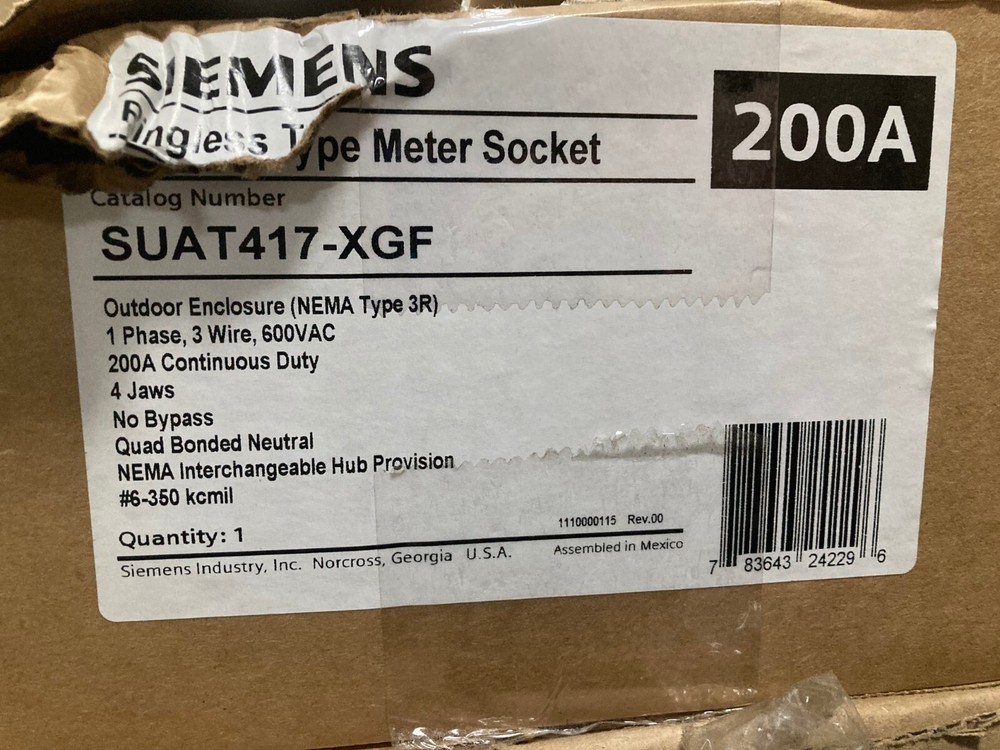 SIEMENS
Ringless Type Meter Socket
200A
Catalog Number
SUAT417-XGF
Outdoor Enclosure (NEMA Type 3R)
1 Phase, 3 Wire, 600VAC
200A Continuous Duty
4 Jaws
No Bypass
Quad Bonded Neutral
NEMA Interchangeable Hub Provision
#6-350 kcmil
Quantity: 1
1110000115 Rev.00
Siemens Industry, Inc. Norcross, Georgia U.S.A.
Assembled in Mexico
7 83643 24229 6